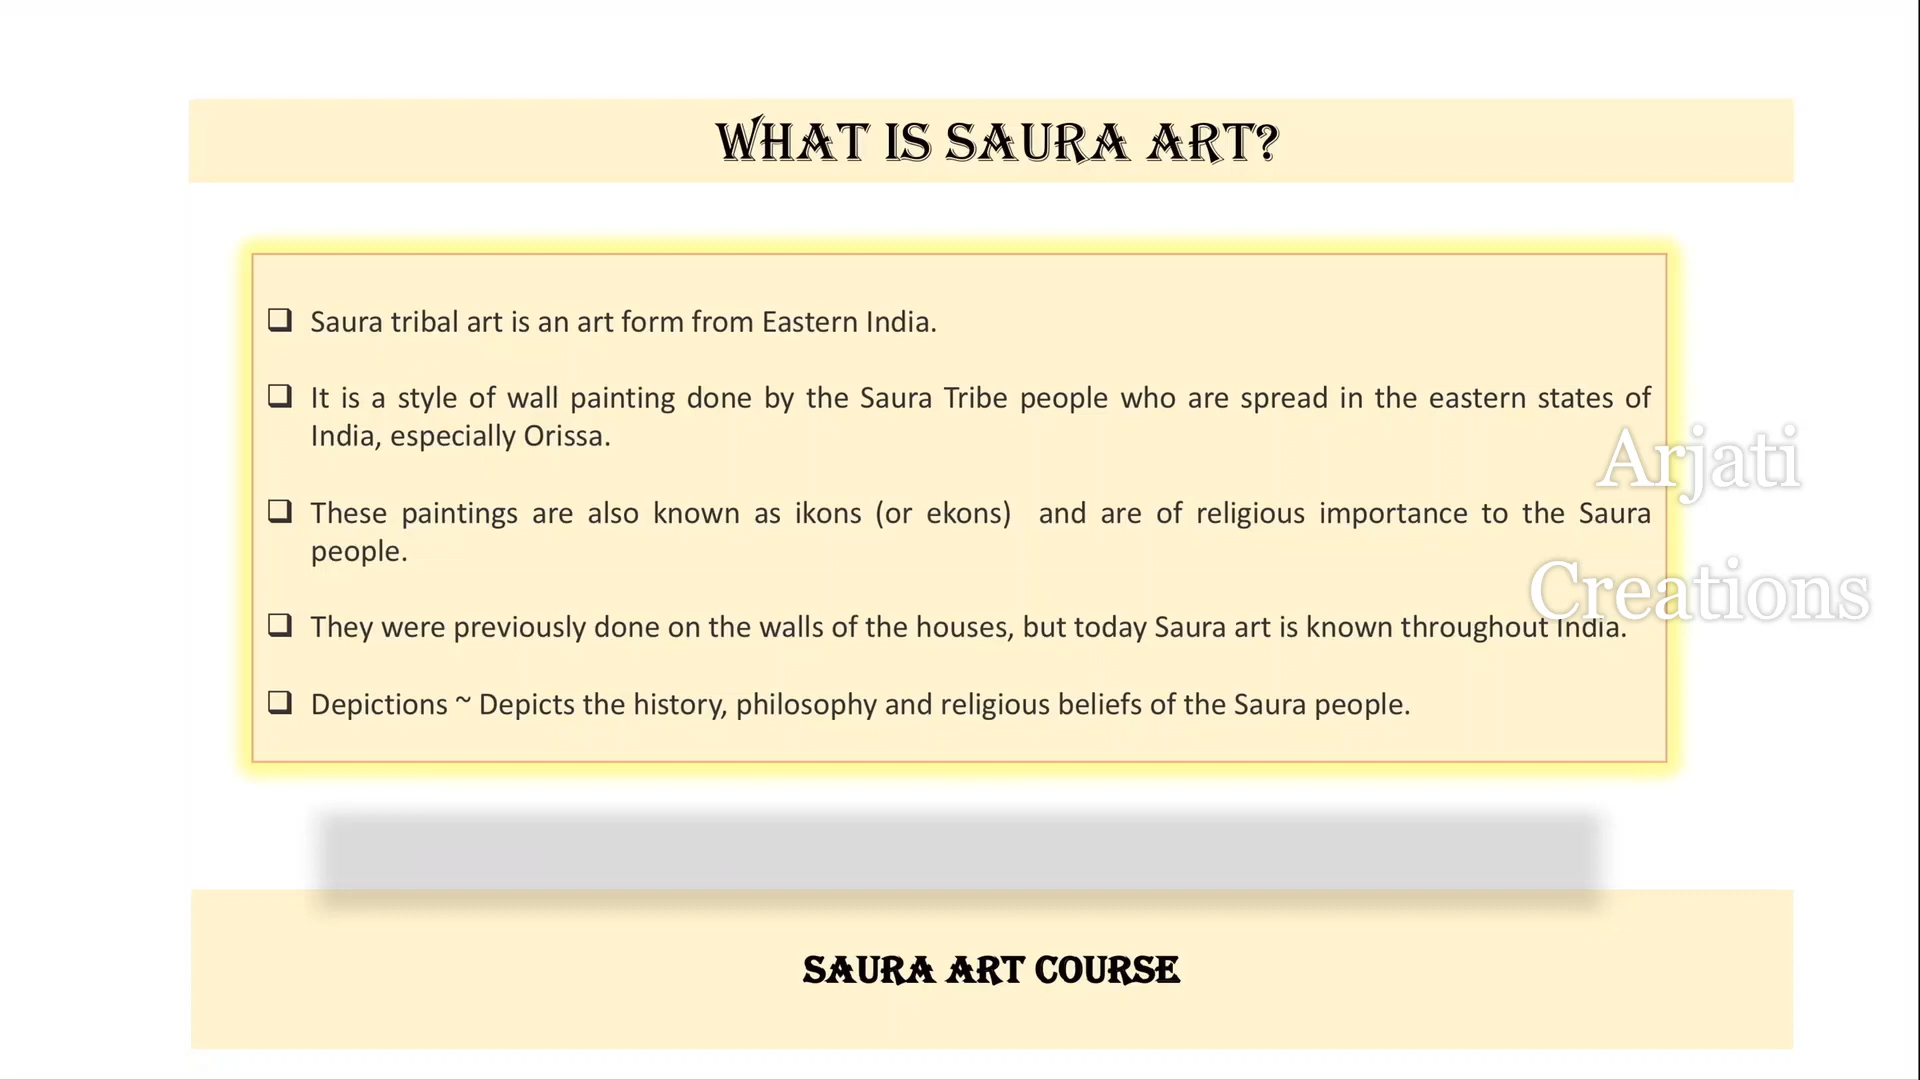 WHAT IS SAURA ART?
❑ Saura tribal art is an art form from Eastern India.
❑ It is a style of wall painting done by the Saura Tribe people who are spread in the eastern states of
India, especially Orissa.
❑ These paintings are also known as ikons (or ekons) and are of religious importance to the Saura
people.
❑ They were previously done on the walls of the houses, but today Saura art is known throughout India.
❑ Depictions ~ Depicts the history, philosophy and religious beliefs of the Saura people.
Arjati
Creations
SAURA ART COURSE